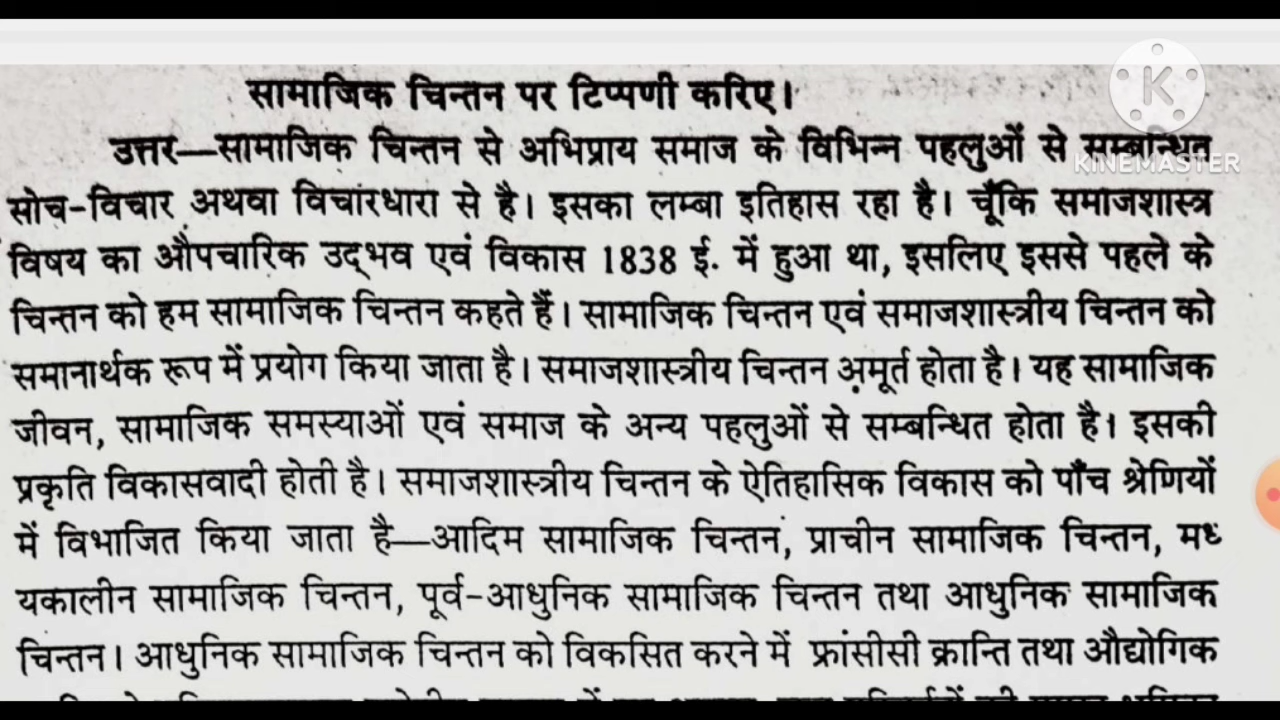 सामाजिक चिन्तन पर टिप्पणी करिए।
उत्तर—सामाजिक चिन्तन से अभिप्राय समाज के विभिन्न पहलुओं से सम्बन्धित
सोच-विचार अथवा विचारधारा से है। इसका लम्बा इतिहास रहा है। चूँकि समाजशास्त्र
विषय का औपचारिक उद्‌भव एवं विकास 1838 ई. में हुआ था, इसलिए इससे पहले के
चिन्तन को हम सामाजिक चिन्तन कहते हैं। सामाजिक चिन्तन एवं समाजशास्त्रीय चिन्तन को
समानार्थक रूप में प्रयोग किया जाता है। समाजशास्त्रीय चिन्तन अमूर्त होता है। यह सामाजिक
जीवन, सामाजिक समस्याओं एवं समाज के अन्य पहलुओं से सम्बन्धित होता है। इसकी
प्रकृति विकासवादी होती है। समाजशास्त्रीय चिन्तन के ऐतिहासिक विकास को पाँच श्रेणियों
में विभाजित किया जाता है—आदिम सामाजिक चिन्तन, प्राचीन सामाजिक चिन्तन, मध्
यकालीन सामाजिक चिन्तन, पूर्व-आधुनिक सामाजिक चिन्तन तथा आधुनिक सामाजिक
चिन्तन। आधुनिक सामाजिक चिन्तन को विकसित करने में फ्रांसीसी क्रान्ति तथा औद्योगिक
K
KINEMASTER